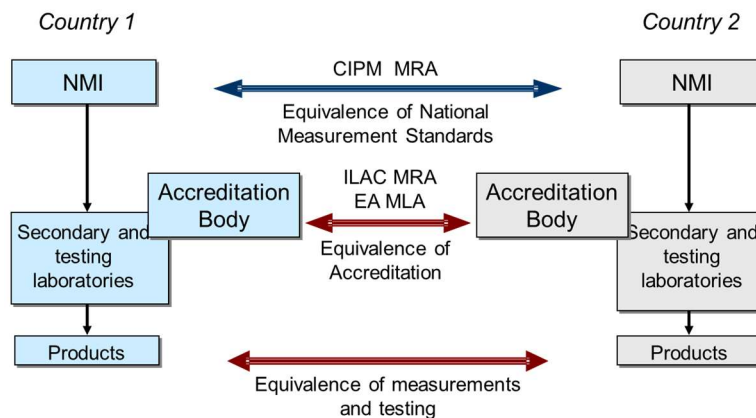 Country 1
Country 2
NMI
CIPM MRA
NMI
Equivalence of National
Measurement Standards
Accreditation
Body
ILAC MRA
EA MLA
Accreditation
Body
Secondary and
testing
laboratories
Equivalence of
Accreditation
Secondary and
testing
laboratories
Products
Products
Equivalence of measurements
and testing